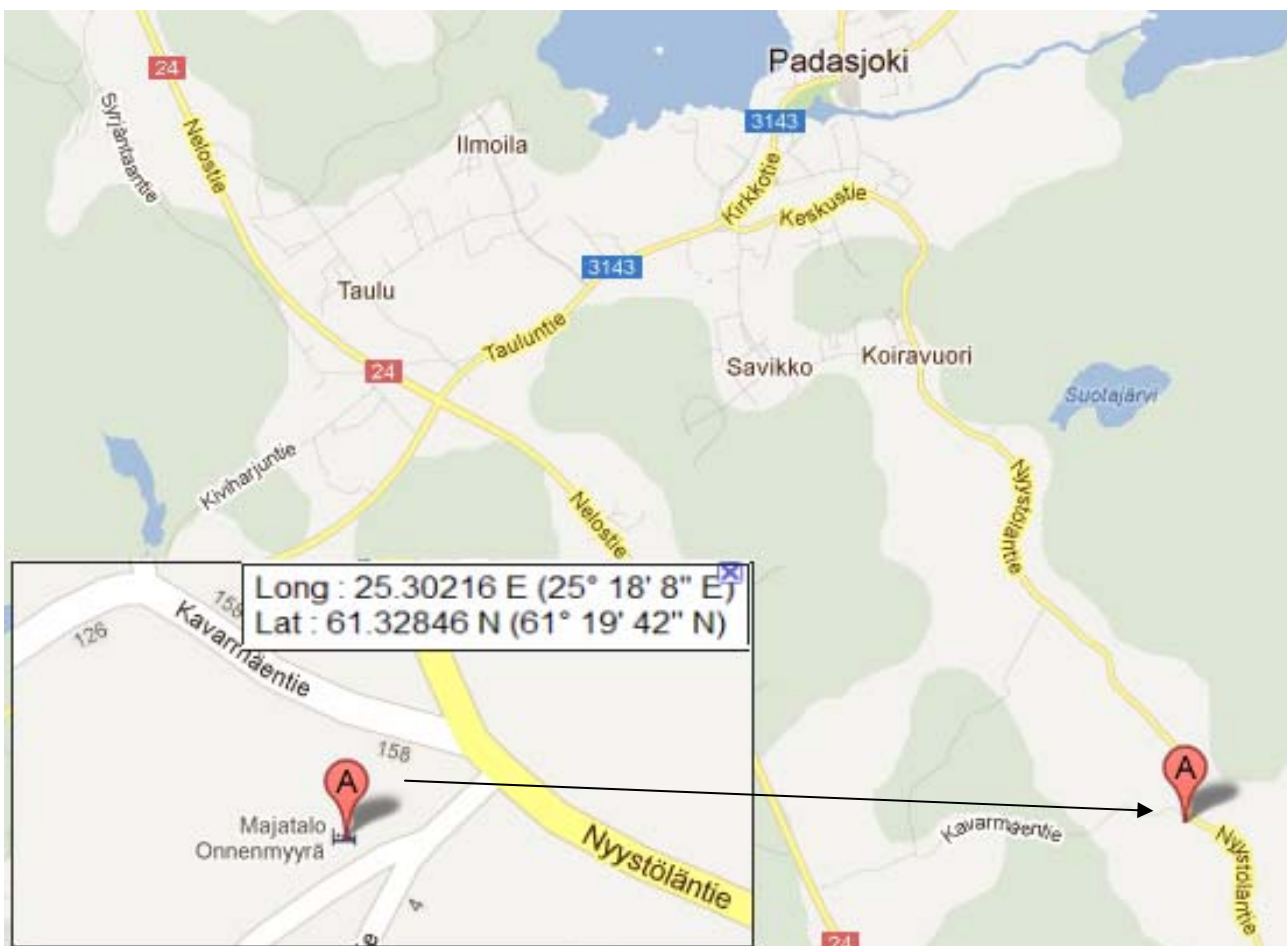 Padasjoki
24
Syrjäntaantie
Nelostie
3143
Ilmoila
Kirkkotie
Keskustie
3143
Taulu
Tauluntie
24
Savikko
Koiravuori
Suotajärvi
Kiviharjuntie
Nelostie
Nyystöläntie
Long : 25.30216 E (25° 18' 8" E)
Lat : 61.32846 N (61° 19' 42" N)
158
126
Kavarmäentie
158
A
Majatalo
Onnenmyyrä
Nyystöläntie
4
e
A
Kavarmäentie
Nyystöläntie
24